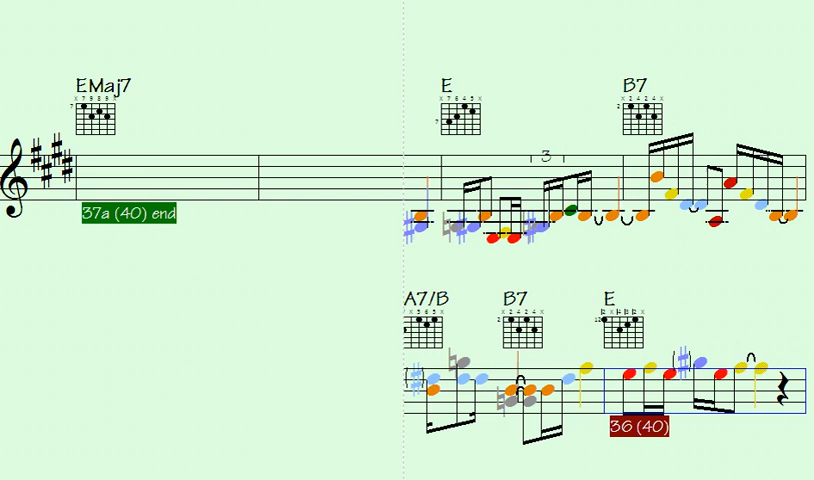 EMaj7 E B7
3
37a (40) end
A7/B B7 E
36 (40)